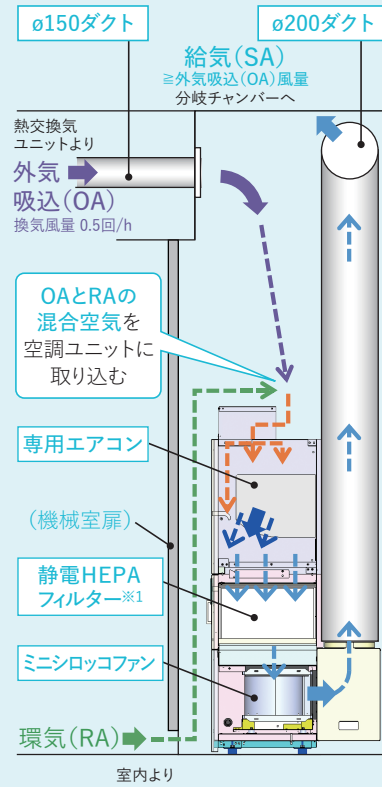 ø150ダクト
ø200ダクト
給気(SA)
≧外気吸込(OA)風量
分岐チャンバーへ
熱交換気
ユニットより
外気
吸込(OA)
換気風量 0.5回/h
OAとRAの
混合空気を
空調ユニットに
取り込む
専用エアコン
(機械室扉)
静電HEPA
フィルター※1
ミニシロッコファン
環気(RA)
室内より